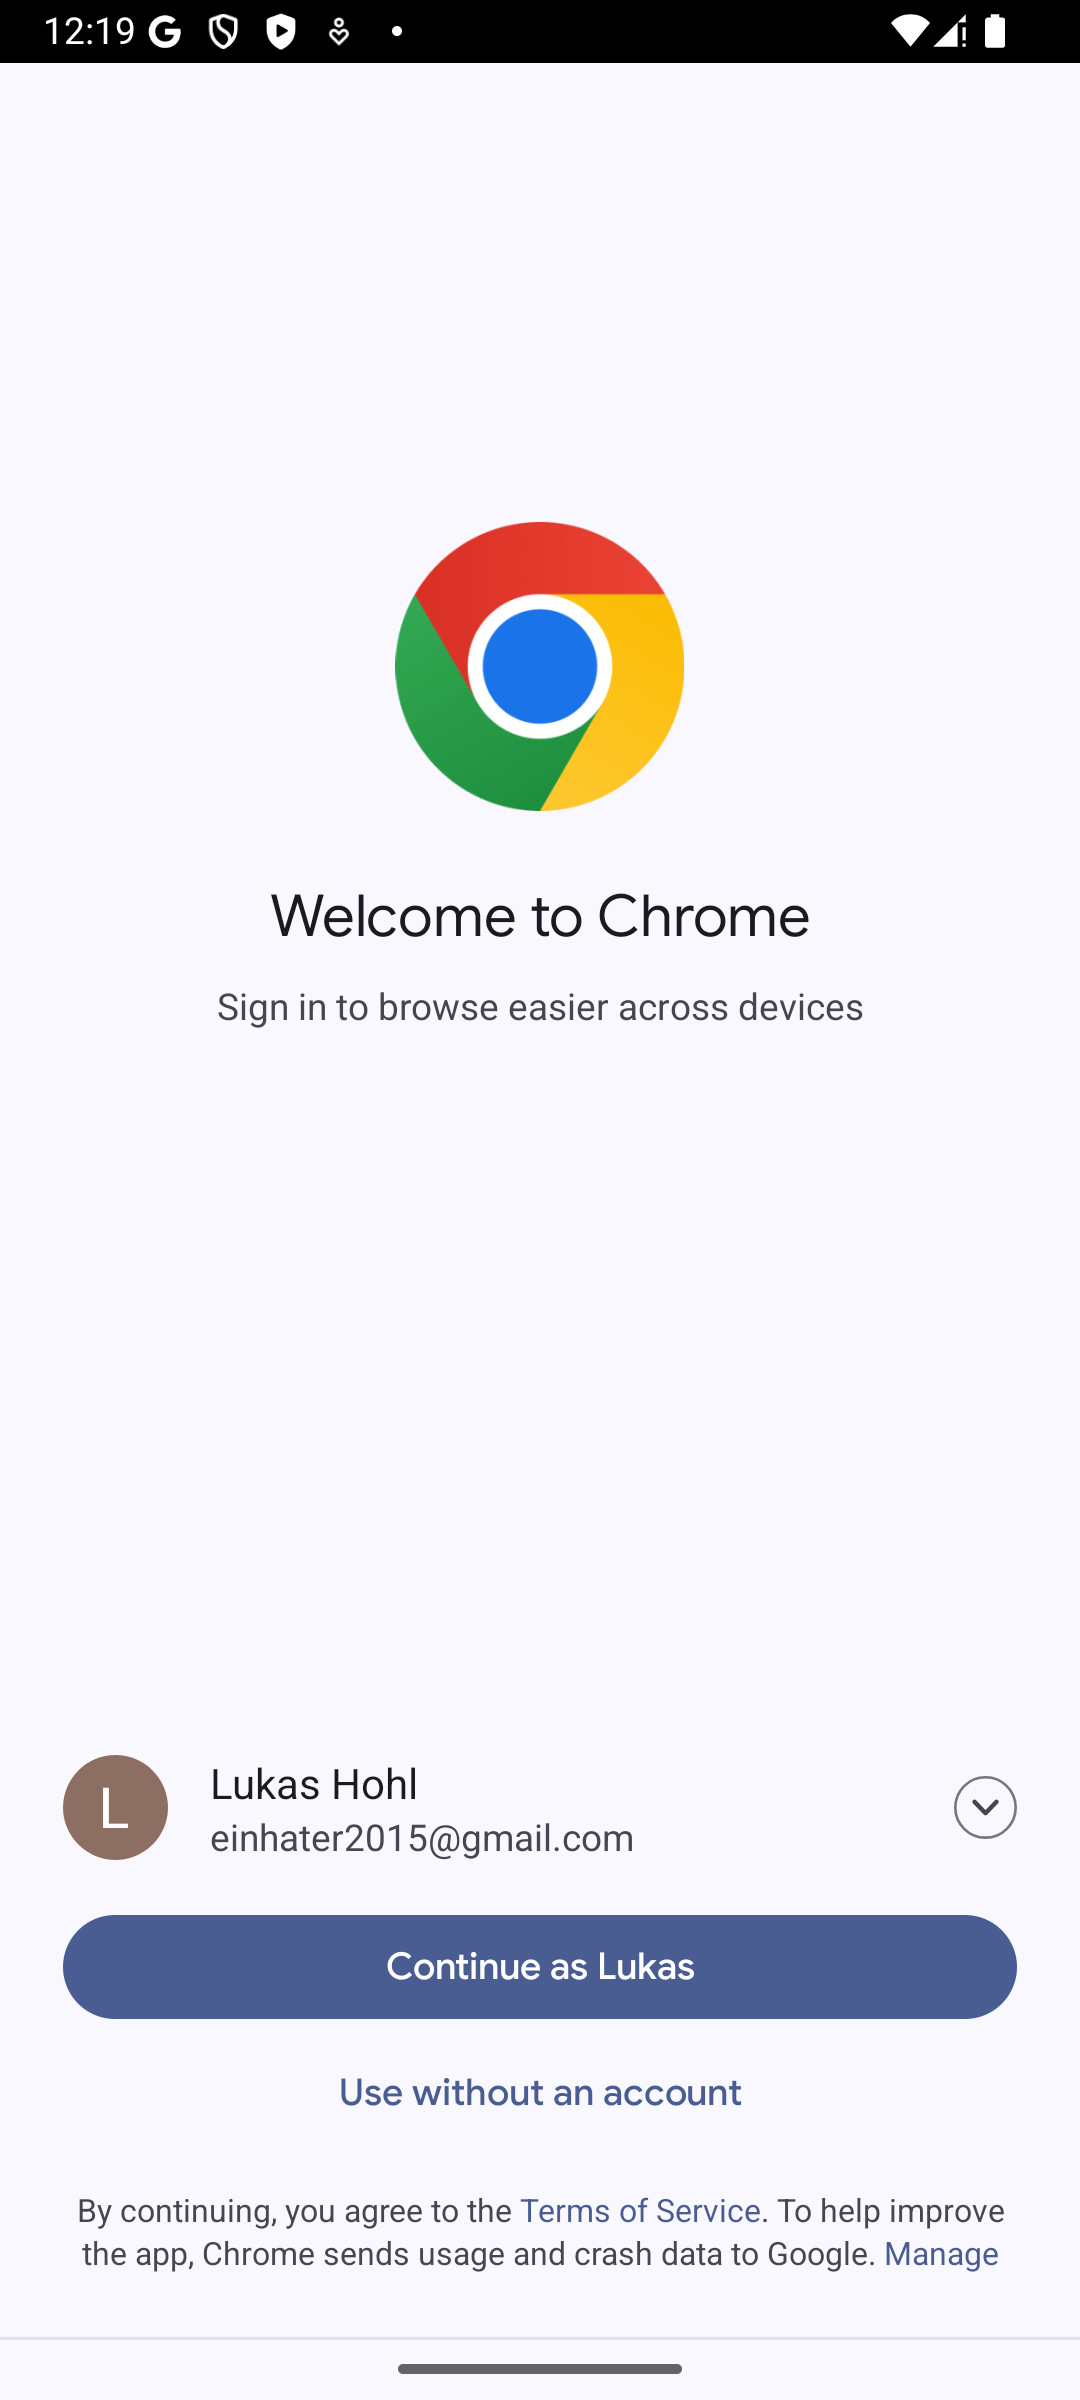 12:19
Welcome to Chrome
Sign in to browse easier across devices
L
Lukas Hohl
einhater2015@gmail.com
Continue as Lukas
Use without an account
By continuing, you agree to the Terms of Service. To help improve
the app, Chrome sends usage and crash data to Google. Manage